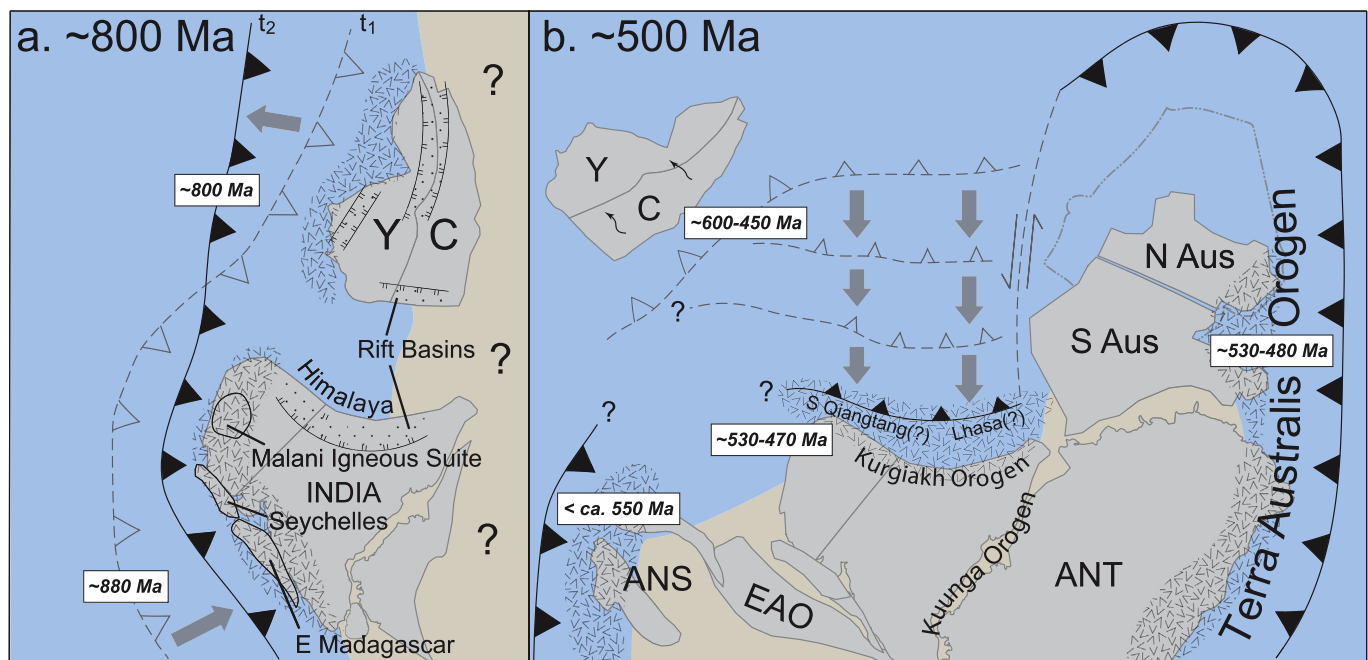 a. ~800 Ma
t2
t1
?
~800 Ma
Y
C
Rift Basins
?
Himalaya
Malani Igneous Suite
INDIA
Seychelles
?
~880 Ma
E Madagascar
b. ~500 Ma
Y
C
~600-450 Ma
N Aus
?
S Aus
~530-480 Ma
?
S Qiangtang(?)
Lhasa(?)
?
~530-470 Ma
Kurgiakh Orogen
< ca. 550 Ma
ANS
EAO
Kuunga Orogen
ANT
Terra Australis Orogen